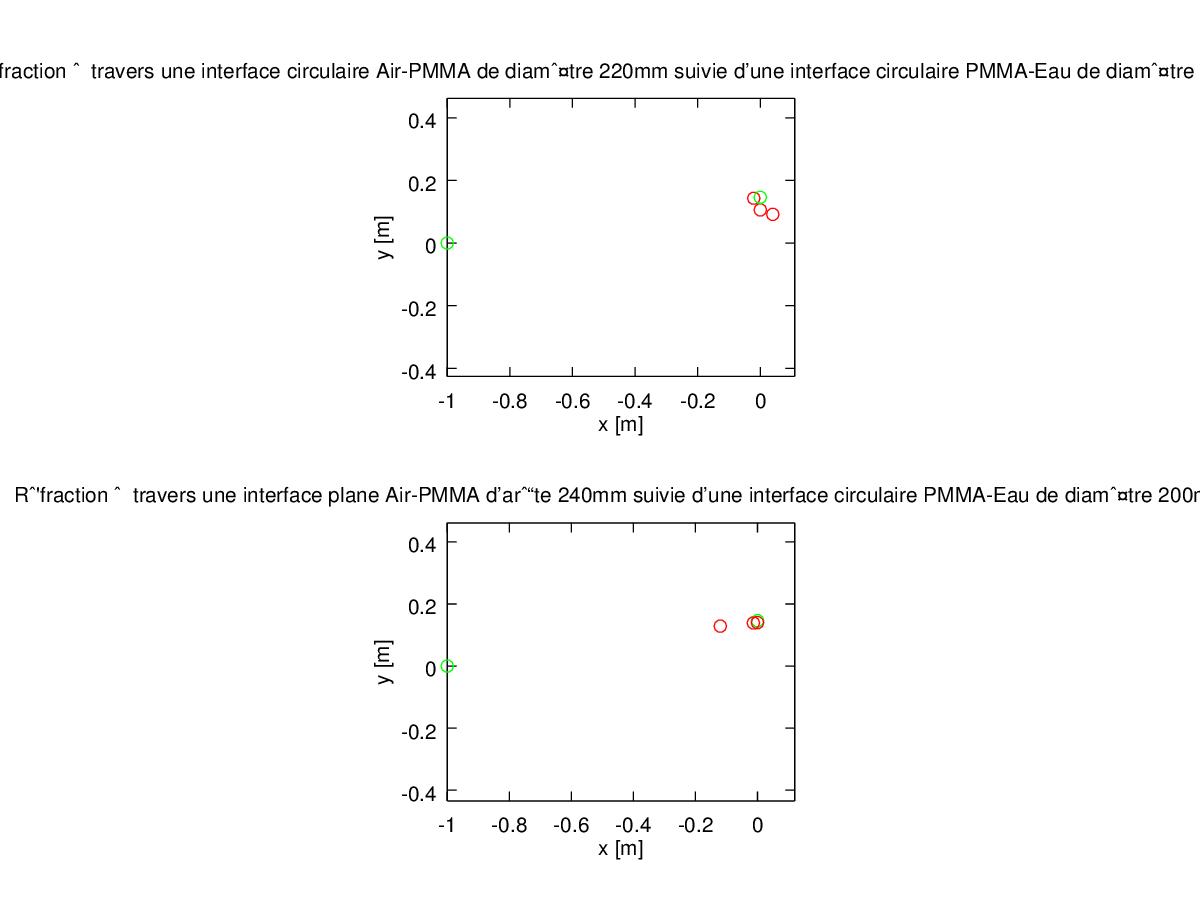 fraction ˆ travers une interface circulaire Air-PMMA de diamˆ¤tre 220mm suivie d'une interface circulaire PMMA-Eau de diamˆ¤tre
0.4
0.2
0
-0.2
-0.4
y [m]
-1 -0.8 -0.6 -0.4 -0.2 0
x [m]
Rˆ'fraction ˆ travers une interface plane Air-PMMA d'arˆ“te 240mm suivie d'une interface circulaire PMMA-Eau de diamˆ¤tre 200m
0.4
0.2
0
-0.2
-0.4
y [m]
-1 -0.8 -0.6 -0.4 -0.2 0
x [m]